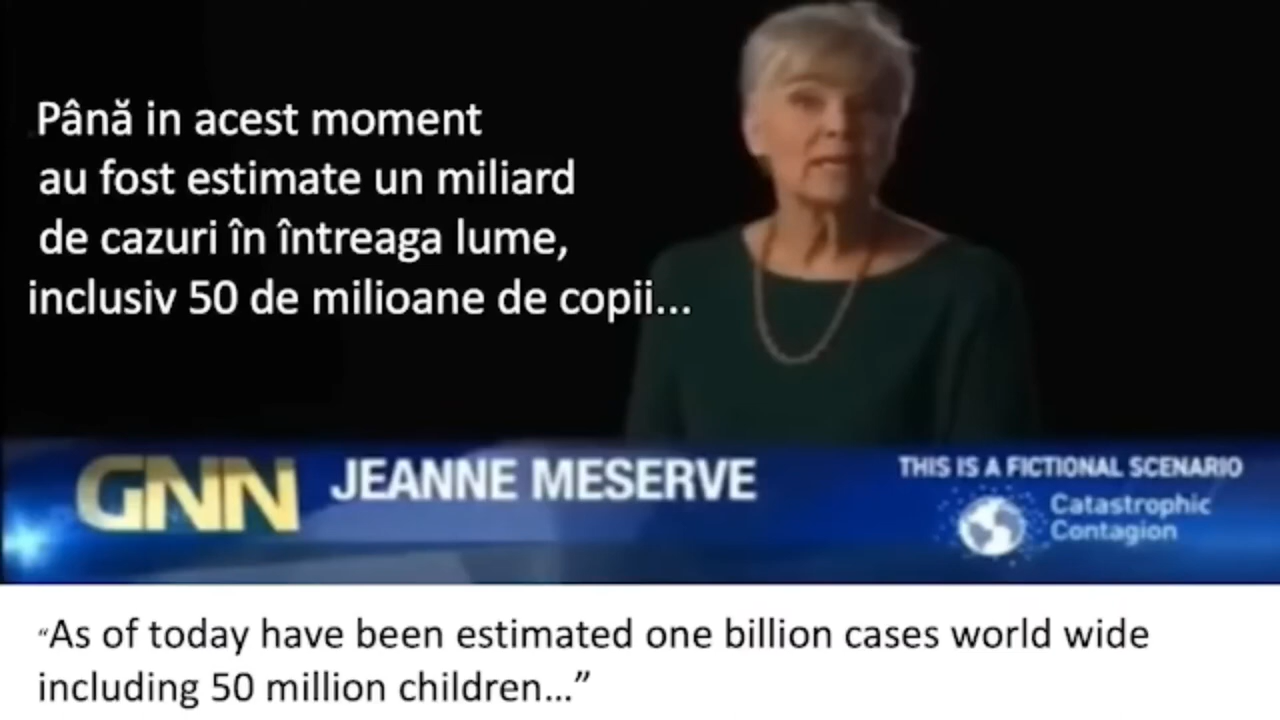 Până in acest moment
au fost estimate un miliard
de cazuri în întreaga lume,
inclusiv 50 de milioane de copii...
GNN JEANNE MESERVE
THIS IS A FICTIONAL SCENARIO
Catastrophic
Contagion
“As of today have been estimated one billion cases world wide
including 50 million children...”